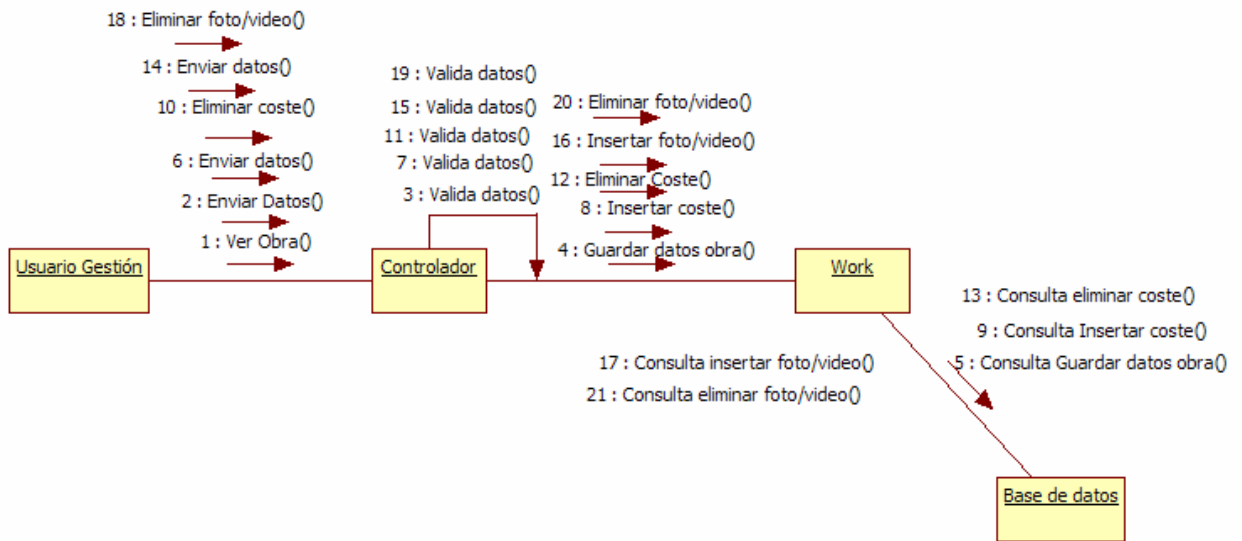 18 : Eliminar foto/video()
14 : Enviar datos()
10 : Eliminar coste()
6 : Enviar datos()
2 : Enviar Datos()
1 : Ver Obra()
19 : Valida datos()
15 : Valida datos()
11 : Valida datos()
7 : Valida datos()
3 : Valida datos()
20 : Eliminar foto/video()
16 : Insertar foto/video()
12 : Eliminar Coste()
8 : Insertar coste()
4 : Guardar datos obra()
Usuario Gestión
Controlador
Work
13 : Consulta eliminar coste()
9 : Consulta Insertar coste()
5 : Consulta Guardar datos obra()
17 : Consulta insertar foto/video()
21 : Consulta eliminar foto/video()
Base de datos